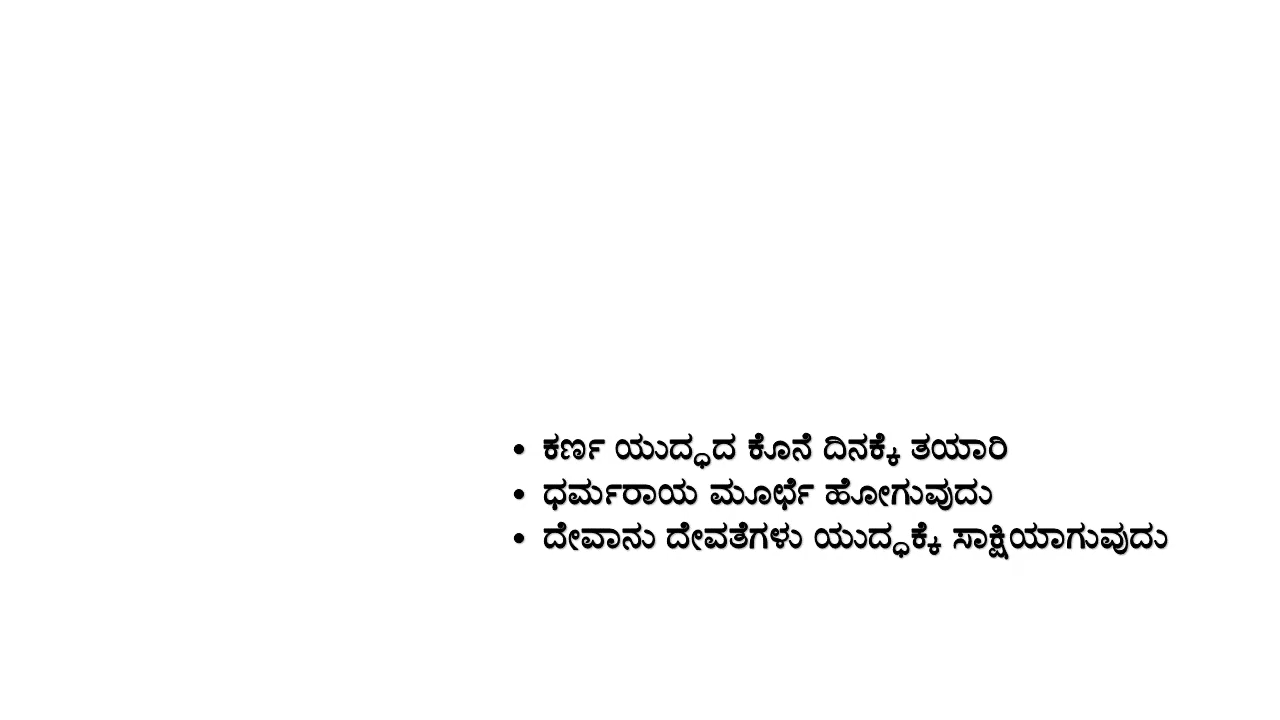 • ಕರ್ಣ ಯುದ್ಧದ ಕೊನೆ ದಿನಕ್ಕೆ ತಯಾರಿ
• ಧರ್ಮರಾಯ ಮೂರ್ಛೆ ಹೋಗುವುದು
• ದೇವಾನು ದೇವತೆಗಳು ಯುದ್ಧಕ್ಕೆ ಸಾಕ್ಷಿಯಾಗುವುದು